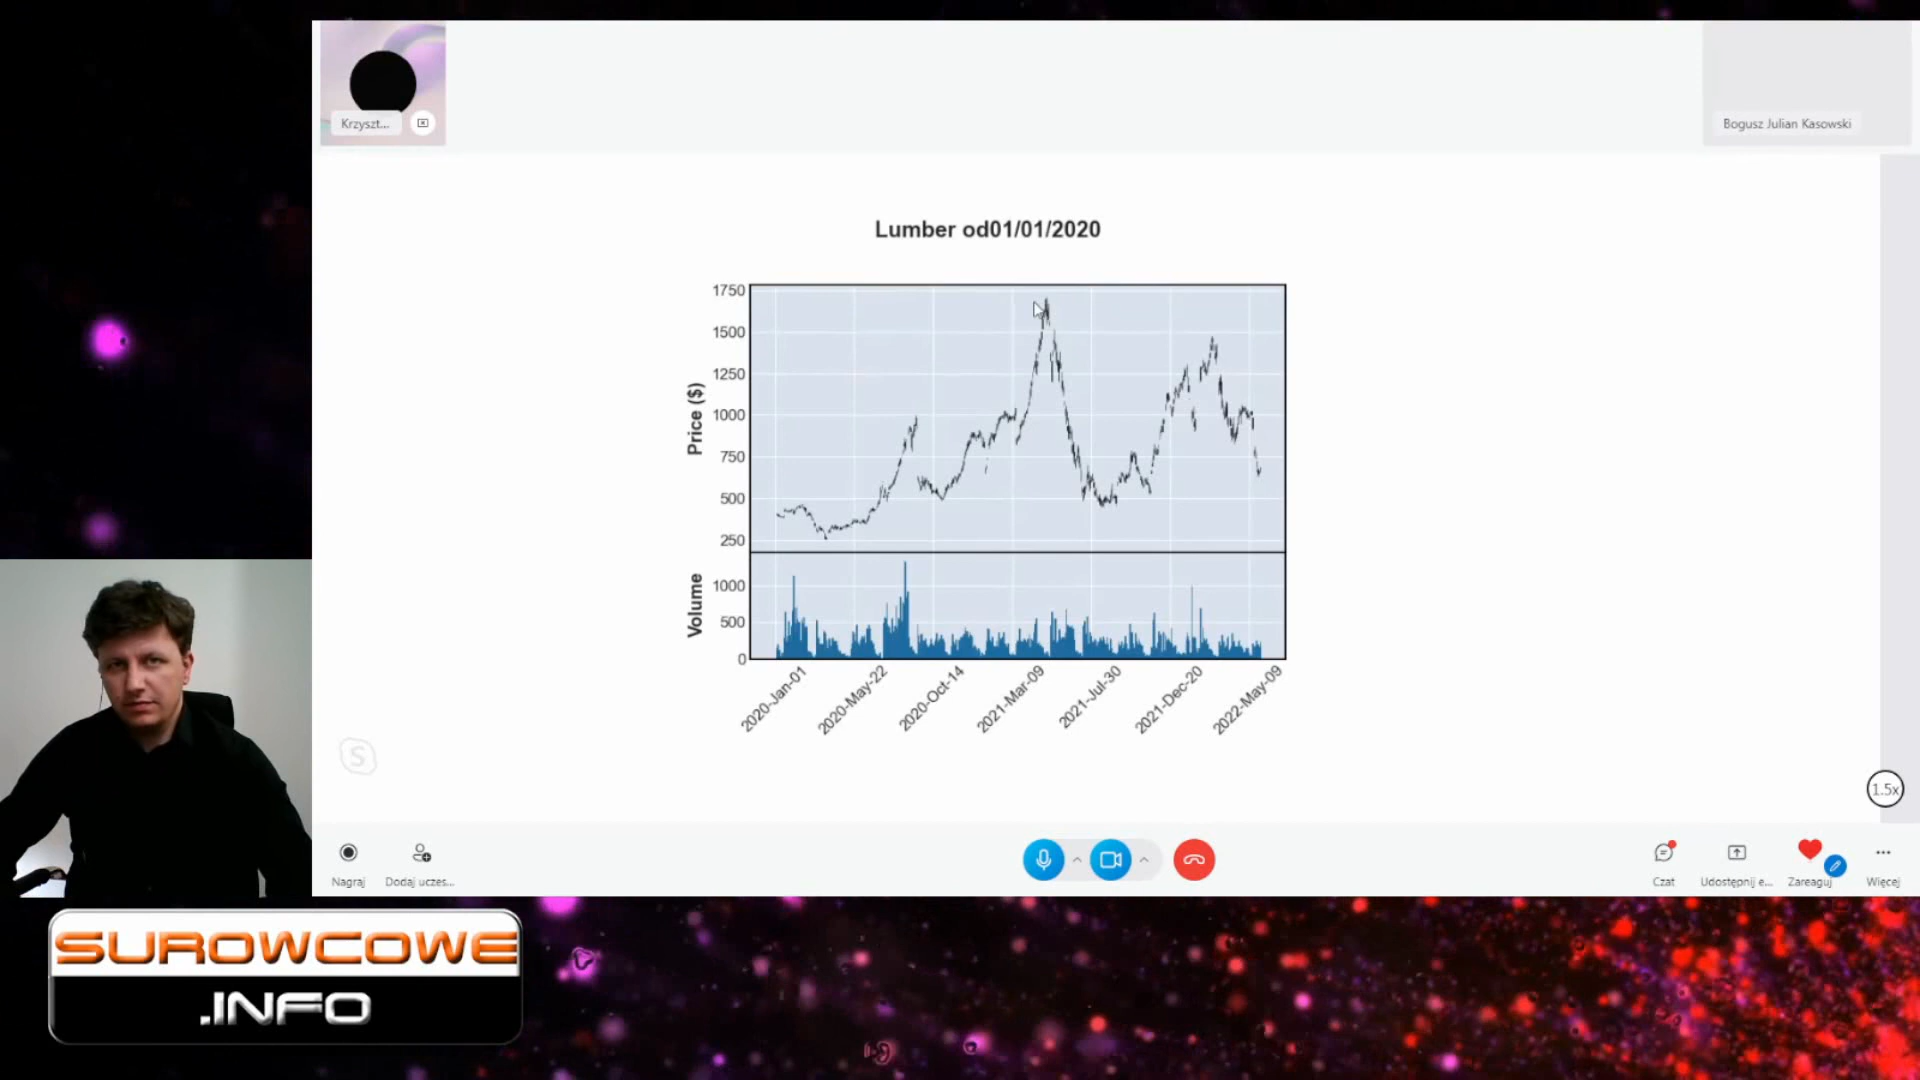 Krzyszt...
Bogusz Julian Kasowski
Lumber od01/01/2020
1750
1500
1250
1000
750
500
250
Price ($)
1000
500
0
Volume
2020-Jan-01
2020-May-22
2020-Oct-14
2021-Mar-09
2021-Jul-30
2021-Dec-20
2022-May-09
S
1.5x
Nagraj
Dodaj uczes...
Czat
Udostępnij e...
Zareaguj
Więcej
SUROWCOWE
.INFO